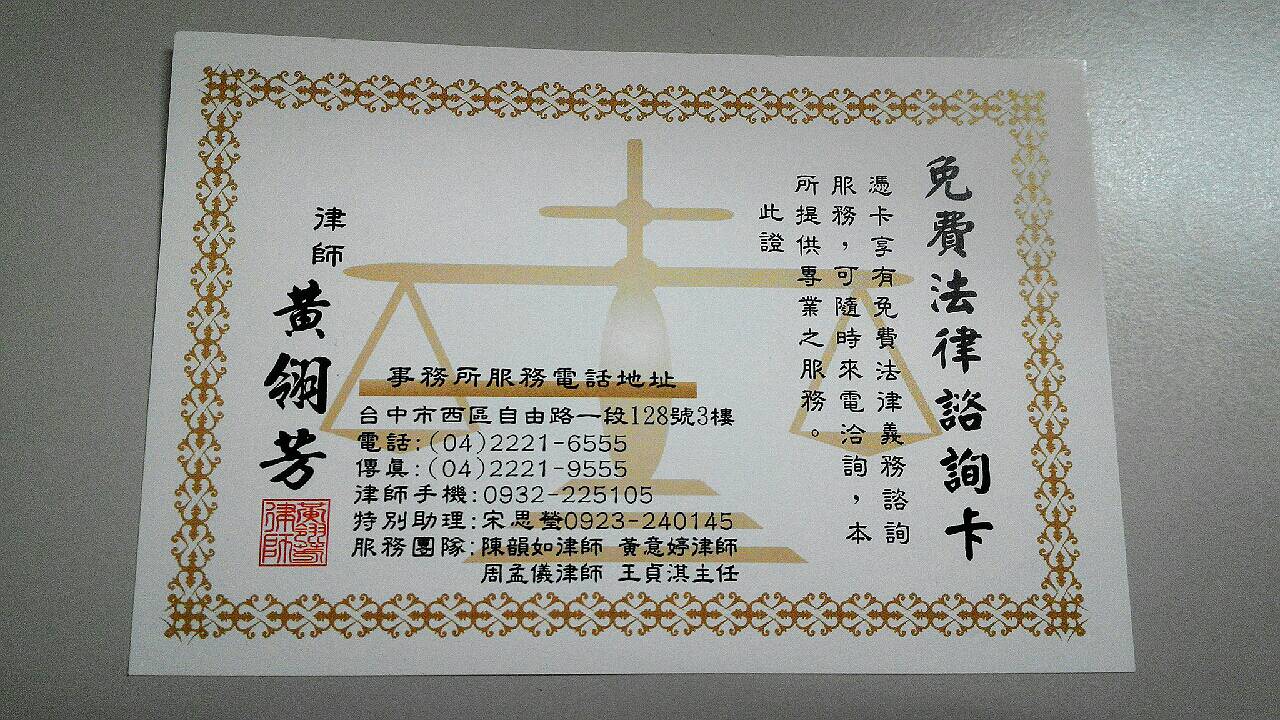 免費法律諮詢卡
憑卡享有免費法律義務諮詢
服務，可隨時來電洽詢，本
所提供專業之服務。
此證
事務所服務電話地址
台中市西區自由路一段128號3樓
電話:(04)2221-6555
傳真:(04)2221-9555
律師手機:0932-225105
特別助理:宋思瑩0923-240145
服務團隊:陳韻如律師 黃意婷律師
周孟儀律師 王貞淇主任
律師
黃翎芳
黃翎芳律師